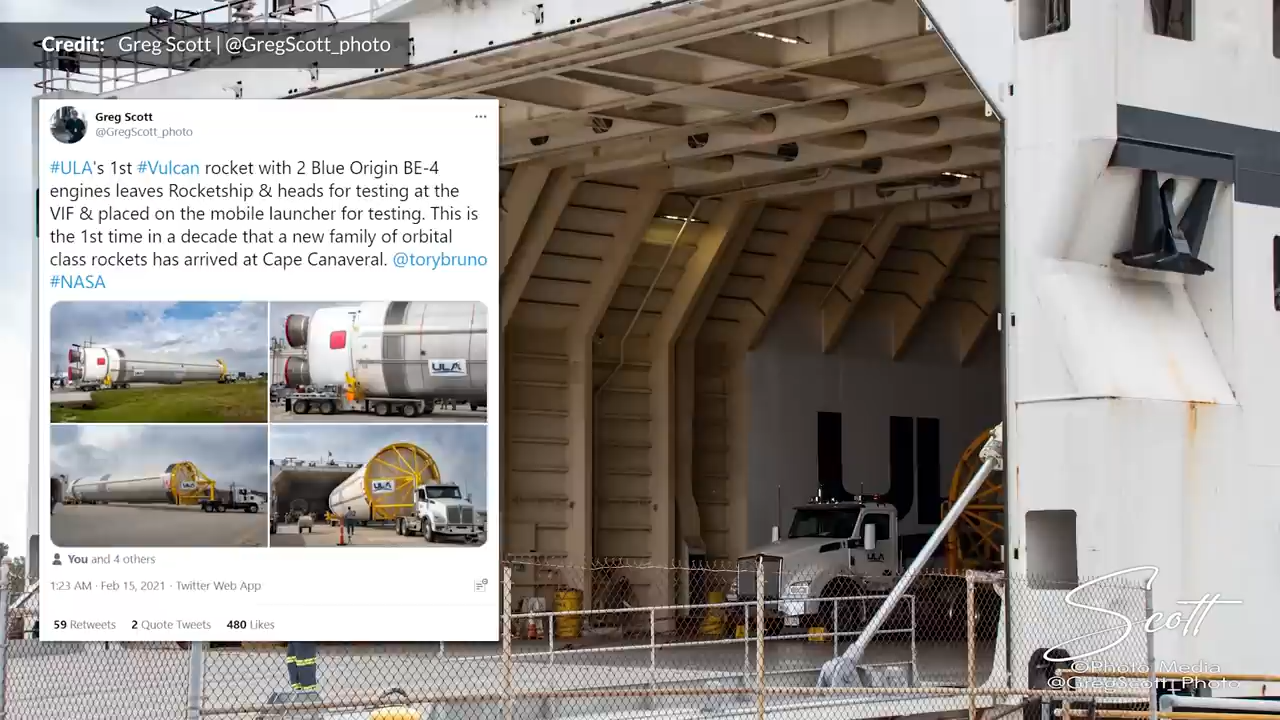 Credit: Greg Scott | @GregScott_photo
Greg Scott
@GregScott_photo
#ULA's 1st #Vulcan rocket with 2 Blue Origin BE-4
engines leaves Rocketship & heads for testing at the
VIF & placed on the mobile launcher for testing. This is
the 1st time in a decade that a new family of orbital
class rockets has arrived at Cape Canaveral. @torybruno
#NASA
ULA
ULA
ULA
You and 4 others
1:23 AM · Feb 15, 2021 · Twitter Web App
59 Retweets 2 Quote Tweets 480 Likes
UL
ULA
Scott
©Photo Media
@GregScott_Photo